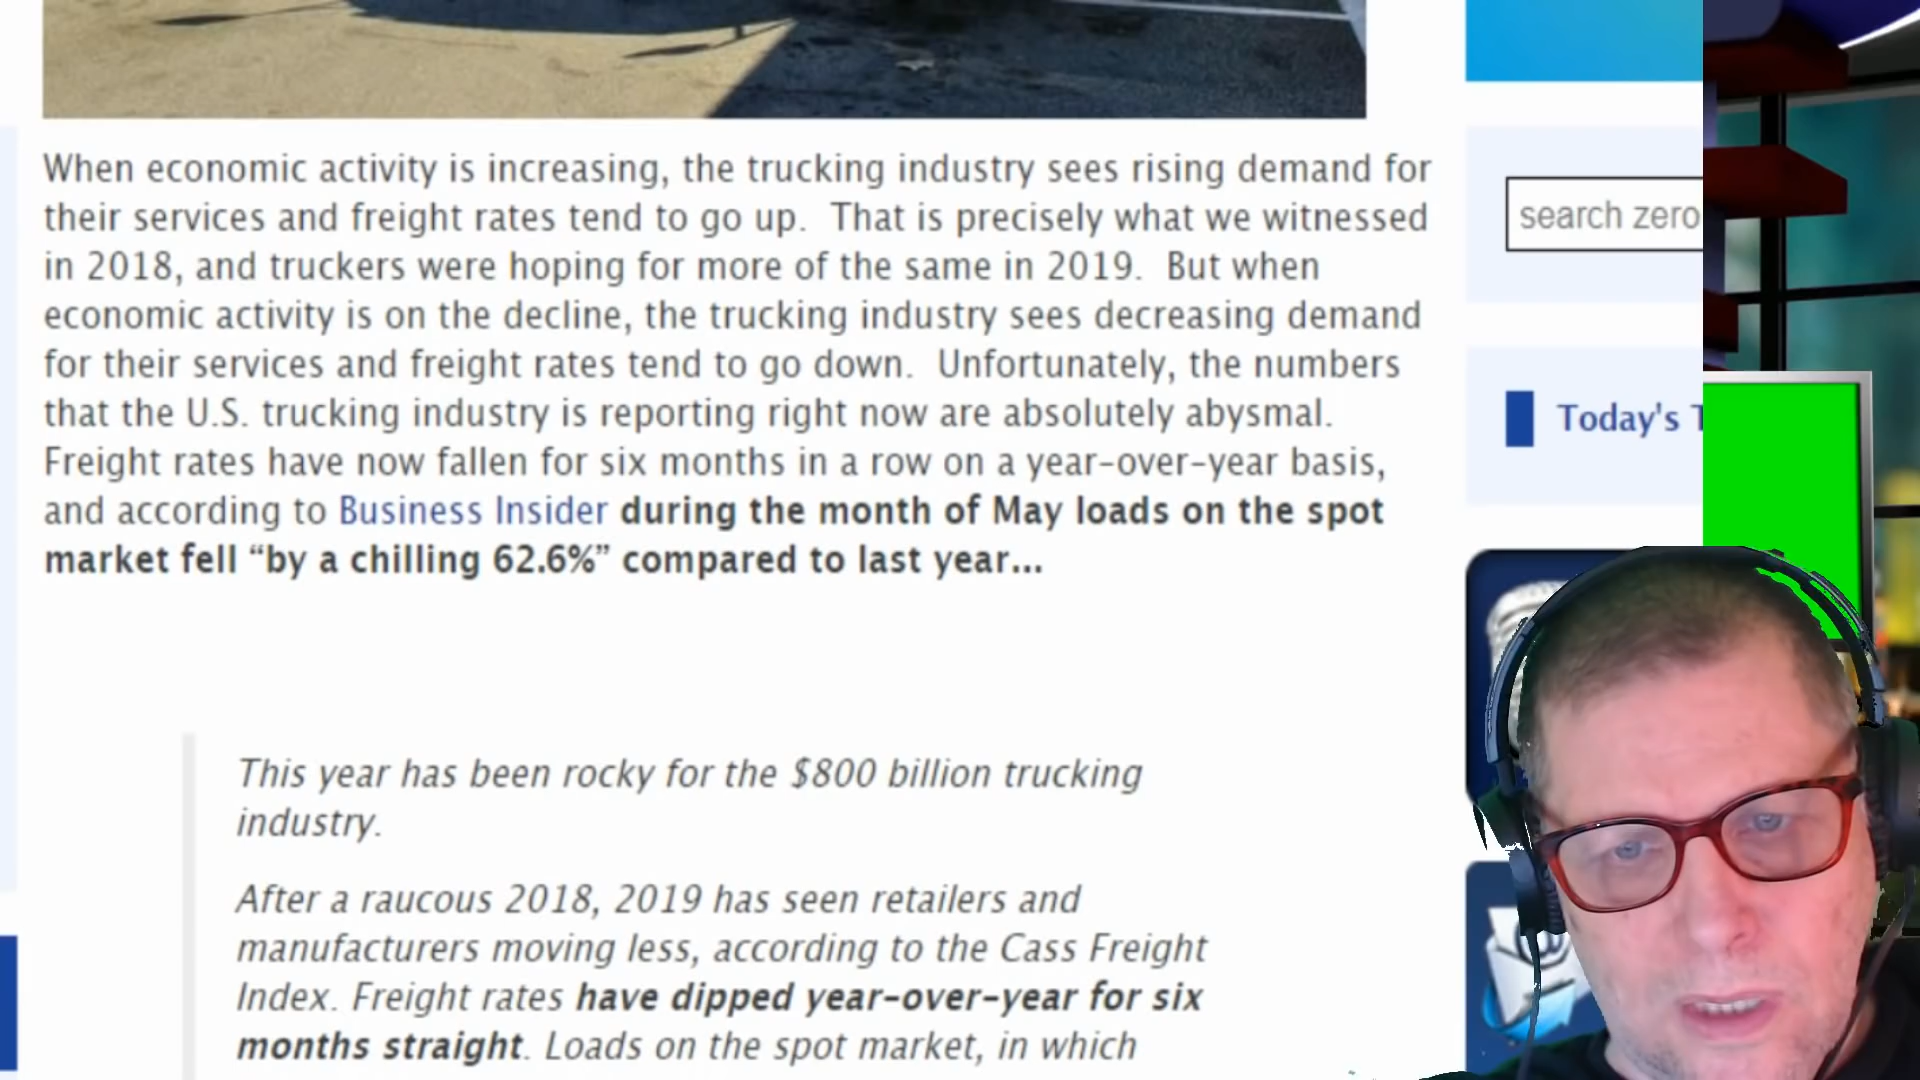 When economic activity is increasing, the trucking industry sees rising demand for
their services and freight rates tend to go up.  That is precisely what we witnessed
in 2018, and truckers were hoping for more of the same in 2019.  But when
economic activity is on the decline, the trucking industry sees decreasing demand
for their services and freight rates tend to go down.  Unfortunately, the numbers
that the U.S. trucking industry is reporting right now are absolutely abysmal.
Freight rates have now fallen for six months in a row on a year-over-year basis,
and according to Business Insider during the month of May loads on the spot
market fell “by a chilling 62.6%” compared to last year...
This year has been rocky for the $800 billion trucking
industry.
After a raucous 2018, 2019 has seen retailers and
manufacturers moving less, according to the Cass Freight
Index. Freight rates have dipped year-over-year for six
months straight. Loads on the spot market, in which
search zero
Today's T